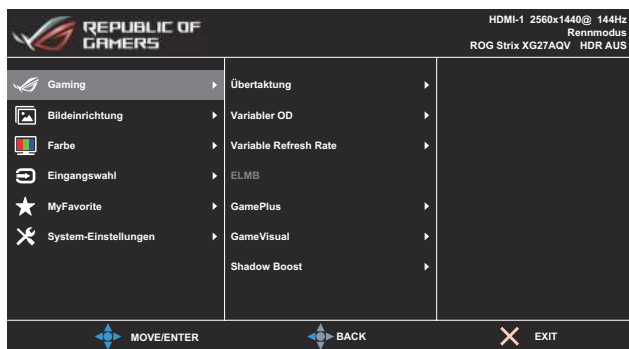 REPUBLIC OF
GAMERS
HDMI-1 2560x1440@ 144Hz
Rennmodus
ROG Strix XG27AQV HDR AUS
Gaming
Bildeinrichtung
Farbe
Eingangswahl
MyFavorite
System-Einstellungen
Übertaktung
Variabler OD
Variable Refresh Rate
ELMB
GamePlus
GameVisual
Shadow Boost
MOVE/ENTER
BACK
EXIT